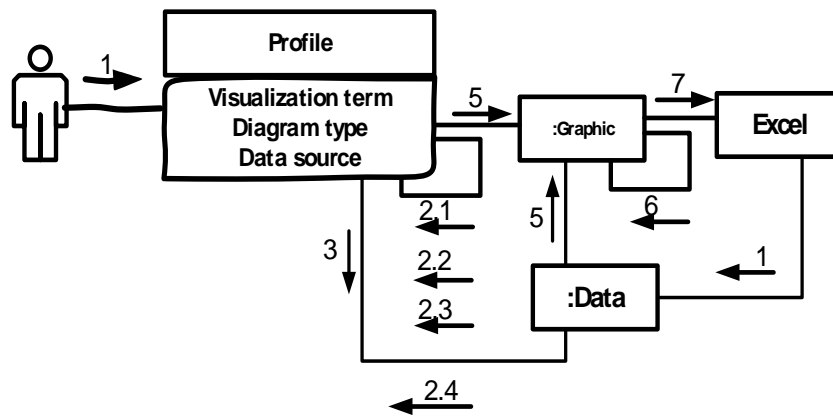 Profile
1
Visualization term
Diagram type
Data source
5
:Graphic
7
Excel
2.1
6
5
3
2.2
1
:Data
2.3
2.4